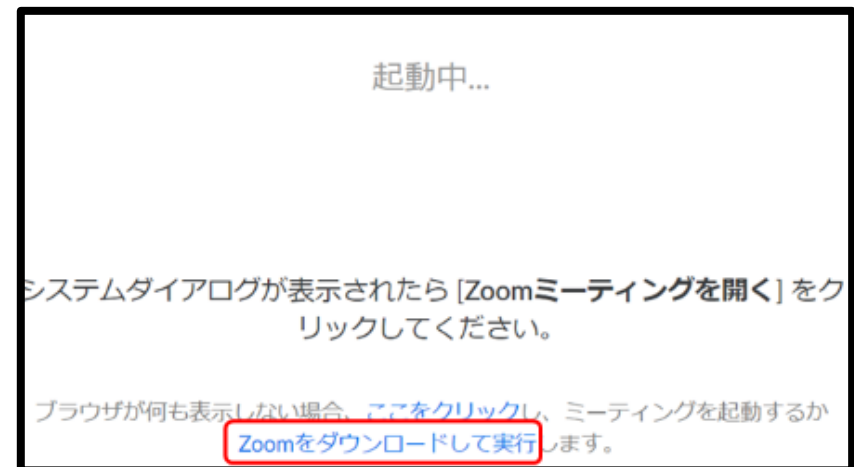 起動中...
システムダイアログが表示されたら [Zoomミーティングを開く] をク
リックしてください。
ブラウザが何も表示しない場合、ここをクリックし、ミーティングを起動するか
Zoomをダウンロードして実行します。